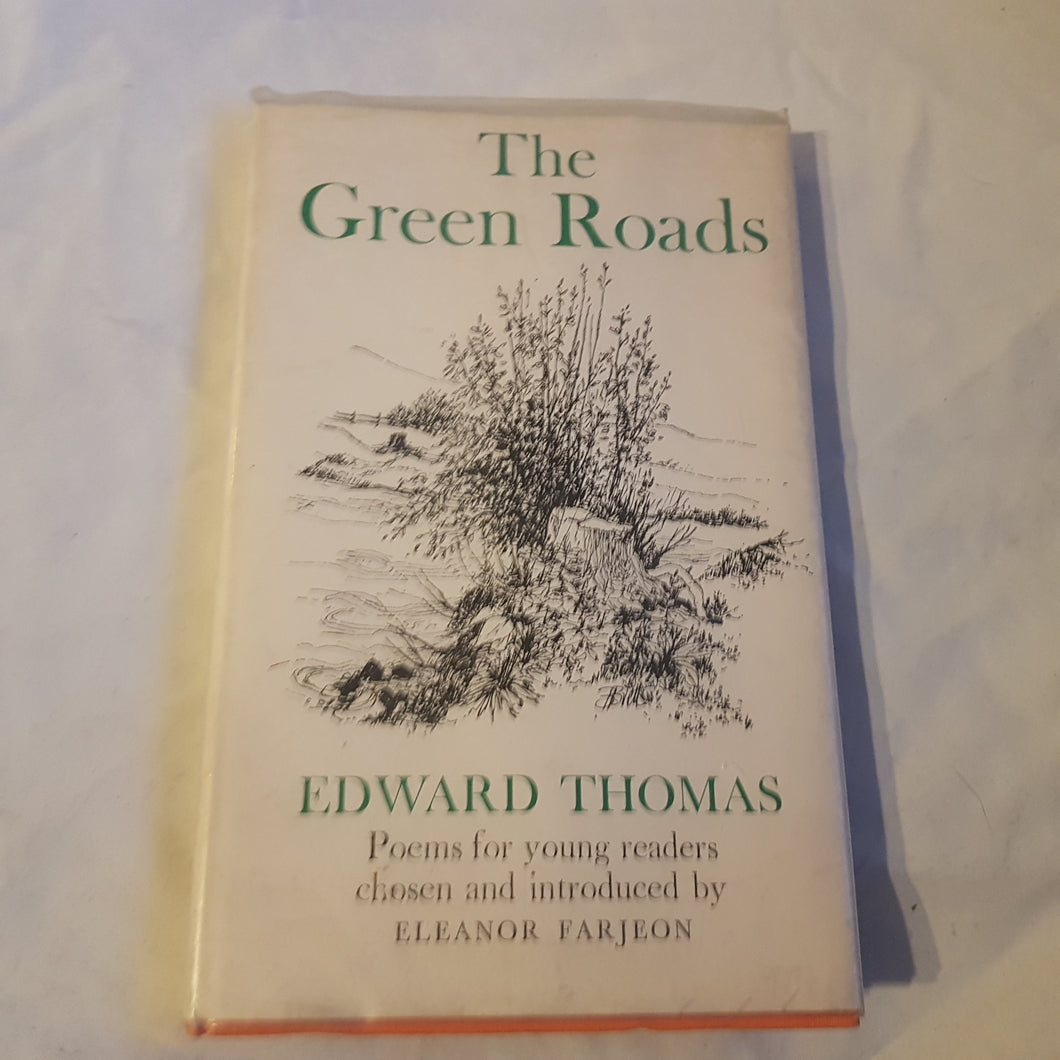 The
Green Roads
EDWARD THOMAS
Poems for young readers
chosen and introduced by
ELEANOR FARJEON